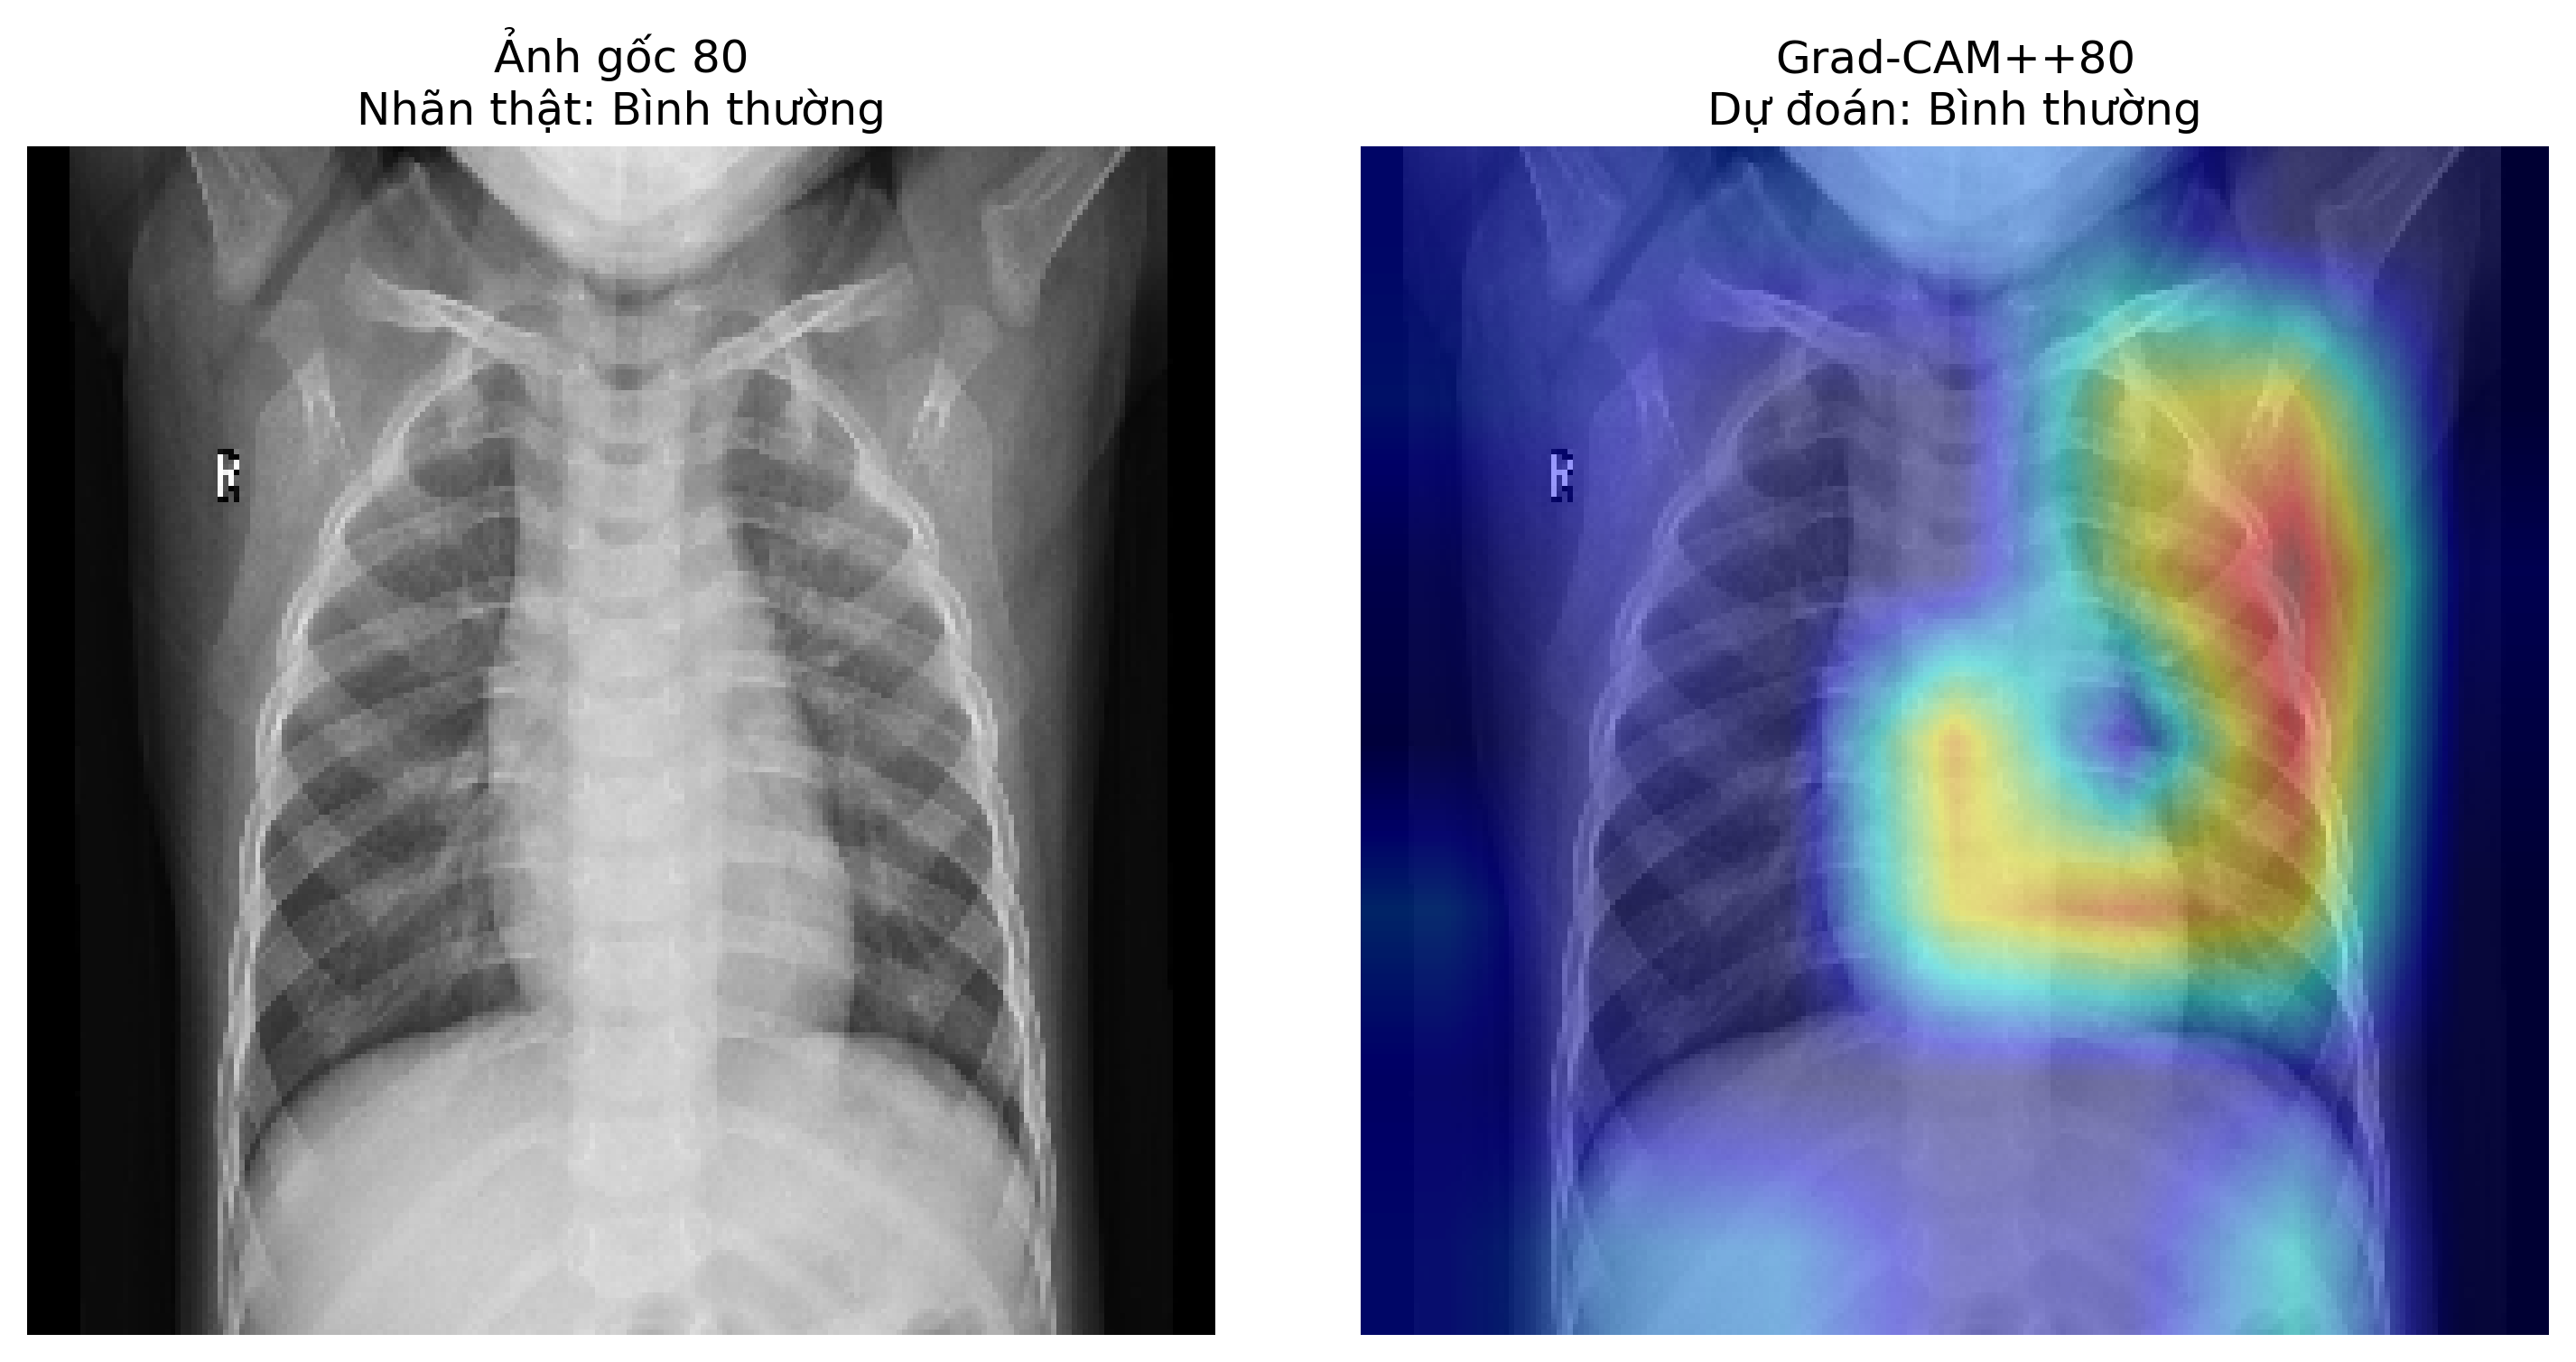 Ảnh gốc 80
Nhãn thật: Bình thường
Grad-CAM++80
Dự đoán: Bình thường
R